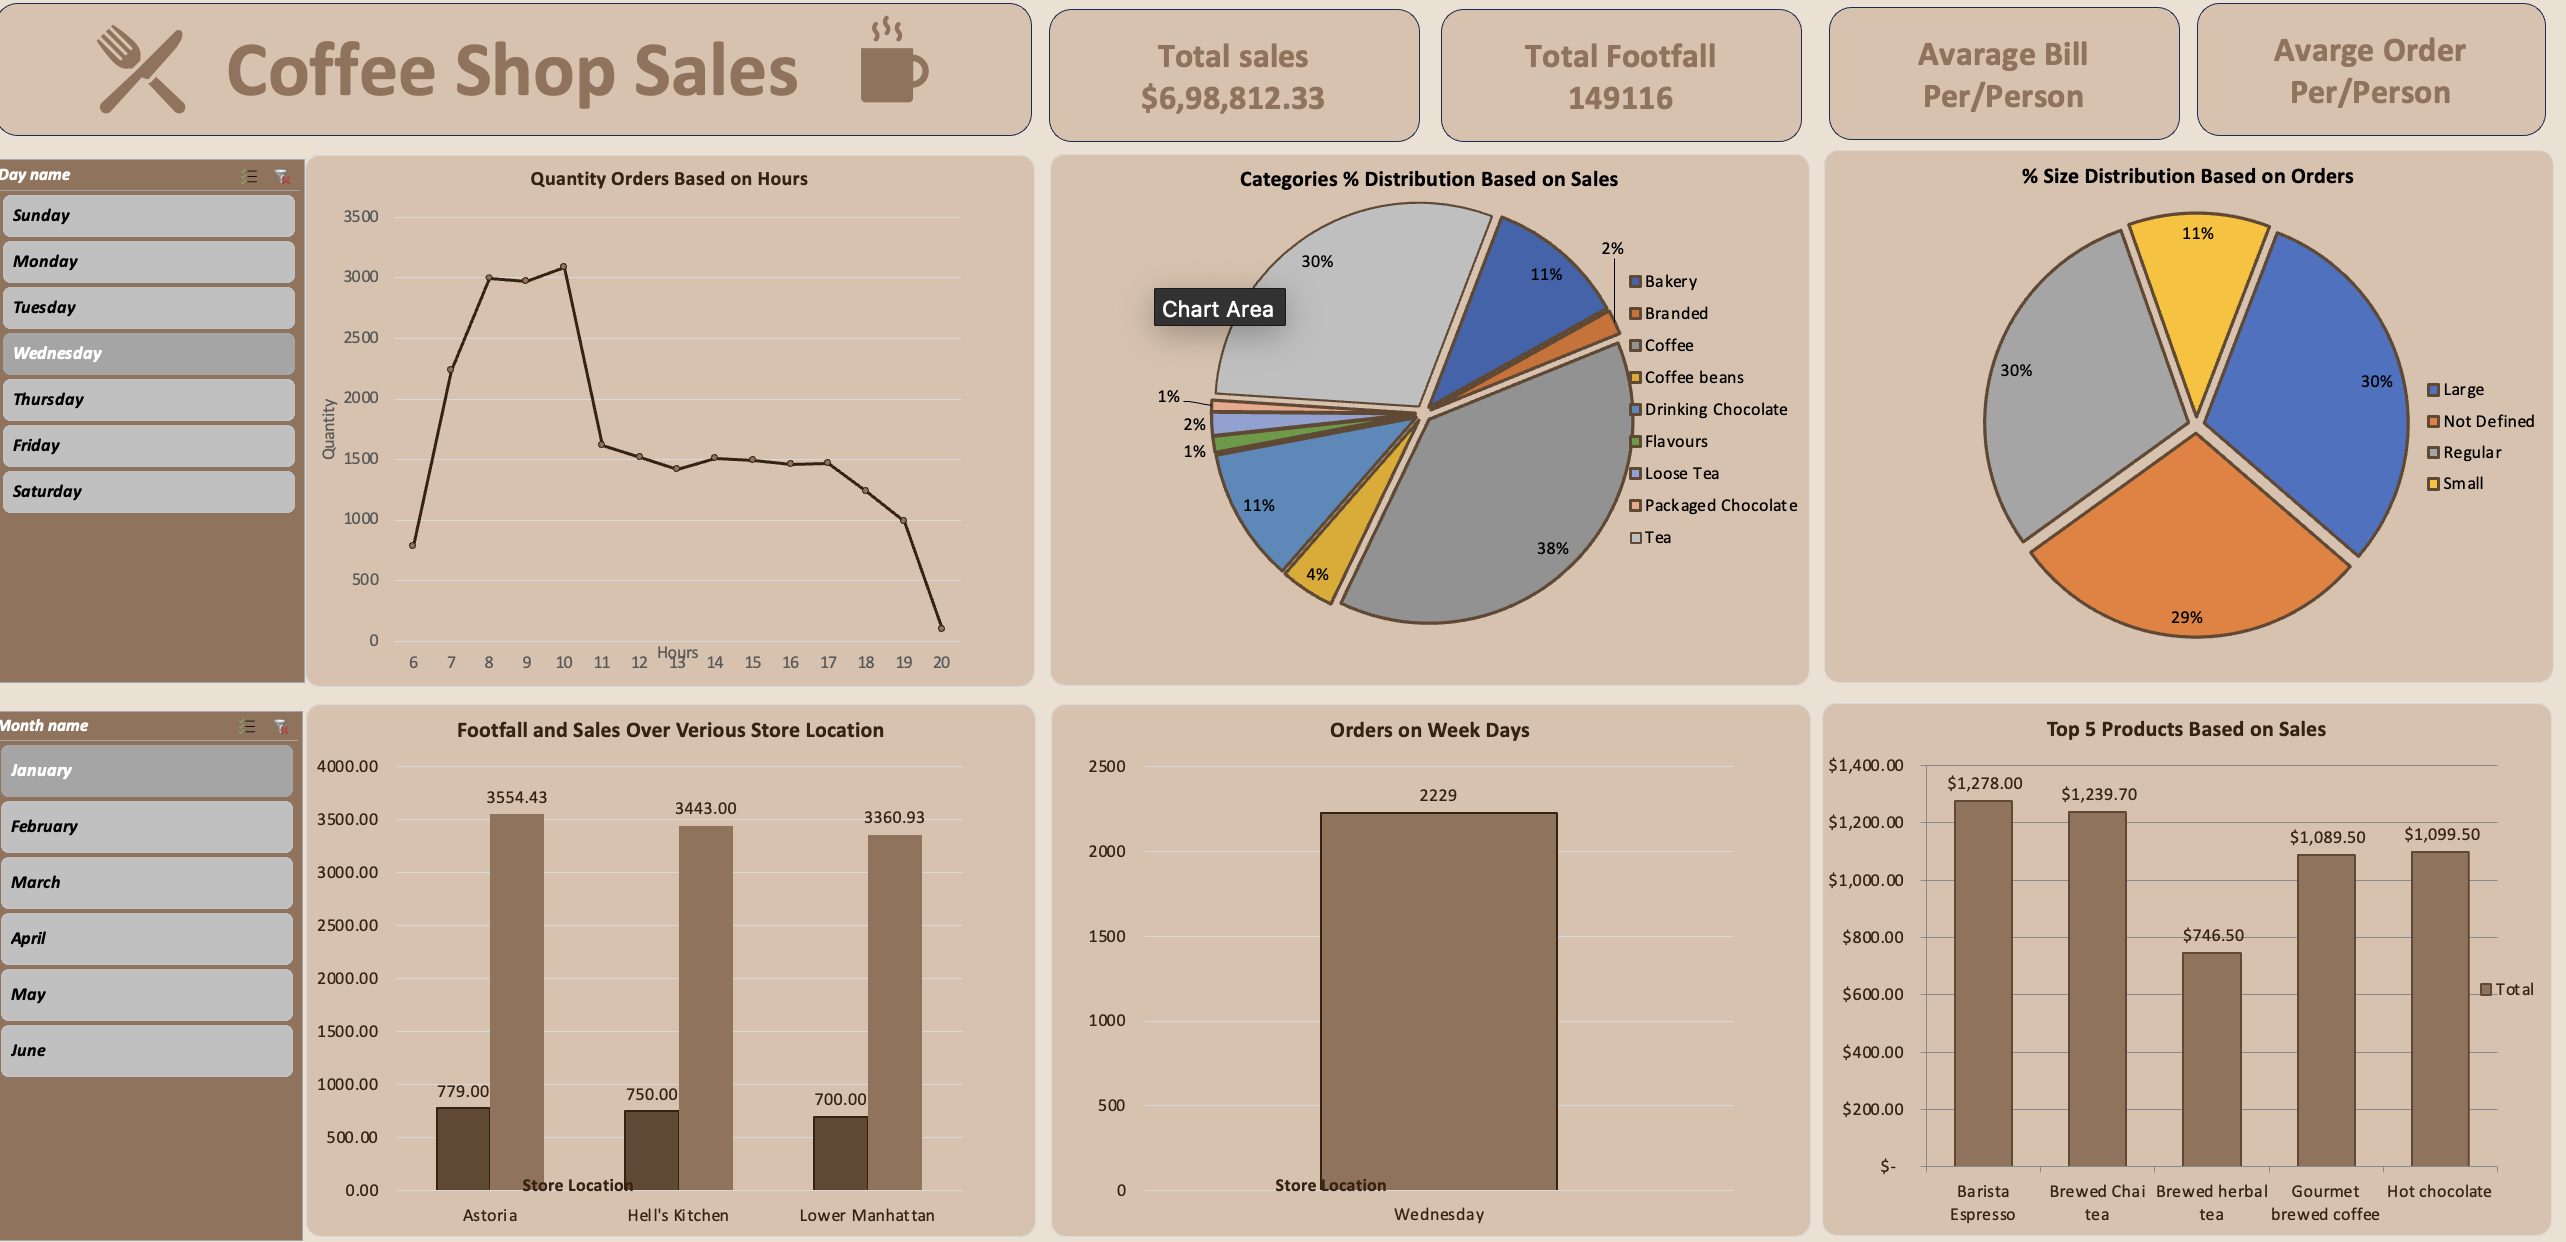 Coffee Shop Sales
Total sales
$6,98,812.33
Total Footfall
149116
Avarage Bill
Per/Person
Avarge Order
Per/Person
Day name
Sunday
Monday
Tuesday
Wednesday
Thursday
Friday
Saturday
Quantity Orders Based on Hours
3500
3000
2500
2000
1500
1000
500
0
Quantity
6 7 8 9 10 11 12 13 14 15 16 17 18 19 20
Hours
Categories % Distribution Based on Sales
30%
11%
2%
38%
4%
11%
1%
2%
1%
Chart Area
Bakery
Branded
Coffee
Coffee beans
Drinking Chocolate
Flavours
Loose Tea
Packaged Chocolate
Tea
% Size Distribution Based on Orders
11%
30%
30%
29%
Large
Not Defined
Regular
Small
Month name
January
February
March
April
May
June
Footfall and Sales Over Verious Store Location
4000.00
3500.00
3000.00
2500.00
2000.00
1500.00
1000.00
500.00
0.00
3554.43
3443.00
3360.93
779.00
750.00
700.00
Store Location
Astoria Hell's Kitchen Lower Manhattan
Orders on Week Days
2500
2000
1500
1000
500
0
2229
Store Location
Wednesday
Top 5 Products Based on Sales
$1,400.00
$1,200.00
$1,000.00
$800.00
$600.00
$400.00
$200.00
$-
$1,278.00
$1,239.70
$746.50
$1,089.50
$1,099.50
Total
Barista
Espresso
Brewed Chai
tea
Brewed herbal
tea
Gourmet
brewed coffee
Hot chocolate